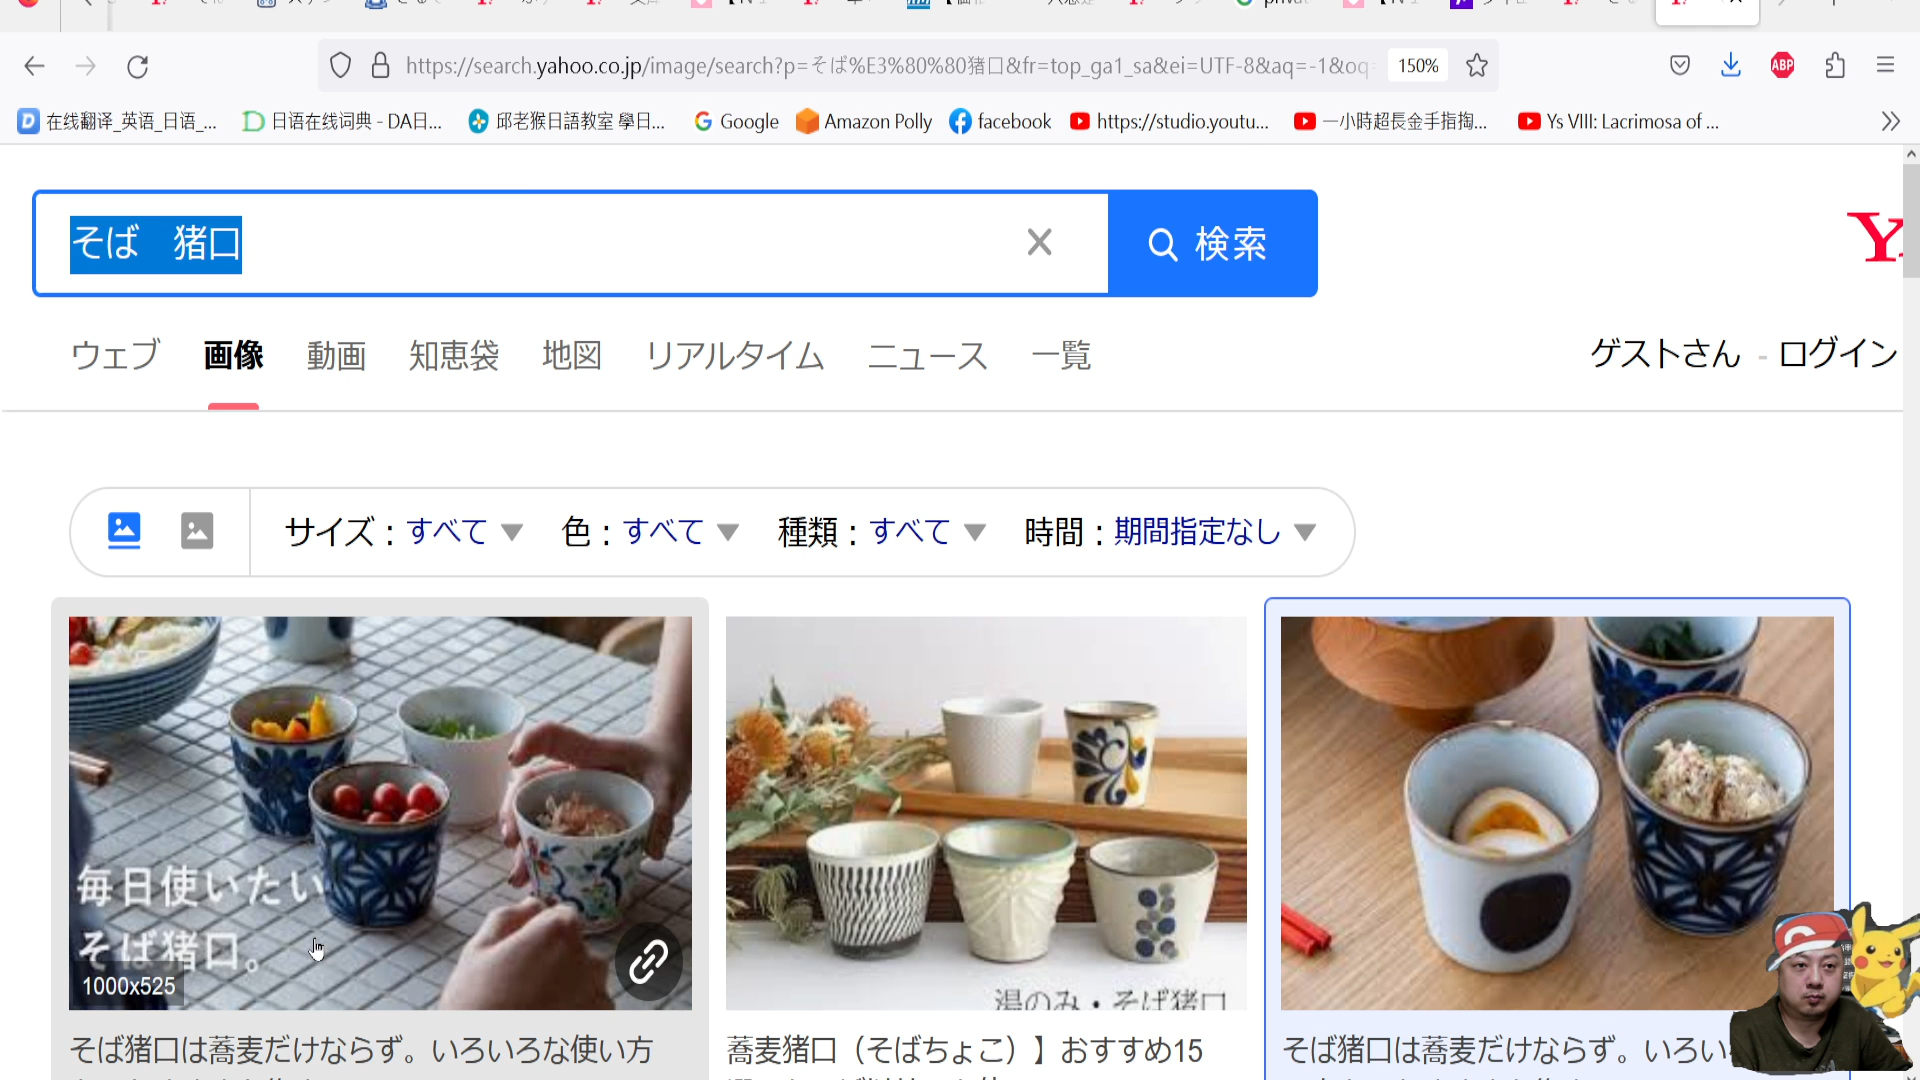 https://search.yahoo.co.jp/image/search?p=そば%E3%80%80猪口&fr=top_ga1_sa&ei=UTF-8&aq=-1&oq
150%
ABP
在线翻译_英语_日语_...
日语在线词典 - DA日...
邱老猴日語教室 學日...
Google
Amazon Polly
facebook
https://studio.youtu...
一小時超長金手指掏...
Ys VIII: Lacrimosa of ...
そば　猪口
検索
Y
ウェブ
画像
動画
知恵袋
地図
リアルタイム
ニュース
一覧
ゲストさん - ログイン
サイズ：すべて
色：すべて
種類：すべて
時間：期間指定なし
毎日使いたい
そば猪口。
1000x525
湯のみ・そば猪口
そば猪口は蕎麦だけならず。いろいろな使い方
蕎麦猪口（そばちょこ）】おすすめ15
そば猪口は蕎麦だけならず。いろい